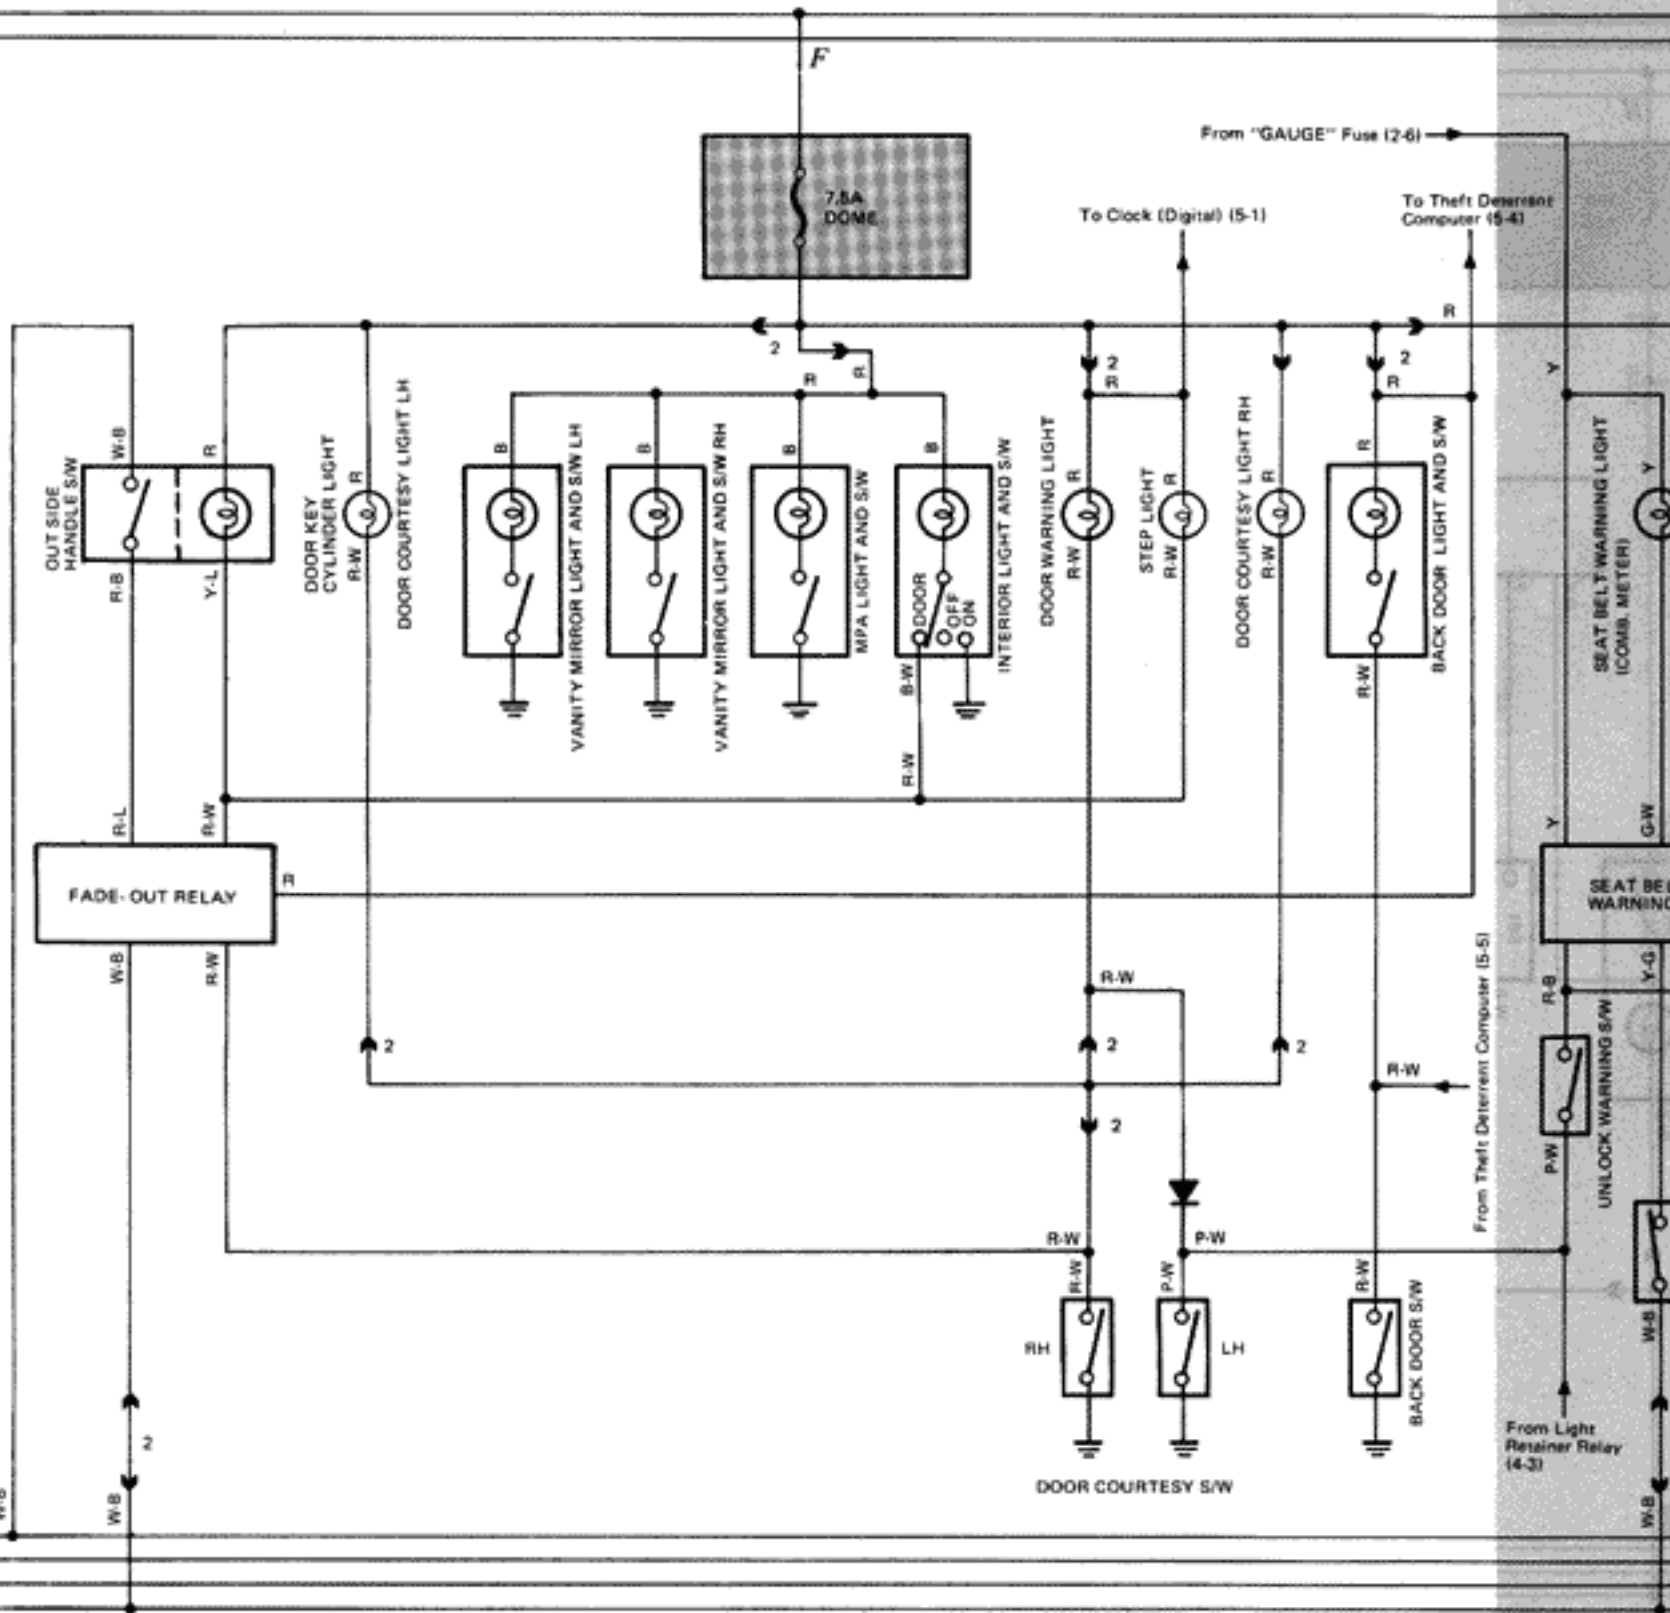 F
From "GAUGE" Fuse (2-6)
7.5A
DOME
To Clock (Digital) (5-1)
To Theft Deterrent
Computer (5-4)
R
2
R
R
2
R
2
R
Y
W-B
R
OUT SIDE
HANDLE S/W
R-B
Y-L
DOOR KEY
CYLINDER LIGHT
R-W
DOOR COURTESY LIGHT LH
B
VANITY MIRROR LIGHT AND S/W LH
B
VANITY MIRROR LIGHT AND S/W RH
B
MPA LIGHT AND S/W
B
DOOR
OFF
ON
INTERIOR LIGHT AND S/W
B-W
R-W
DOOR WARNING LIGHT
R
R-W
STEP LIGHT
R
R-W
DOOR COURTESY LIGHT RH
R
R-W
R
BACK DOOR LIGHT AND S/W
R-W
SEAT BELT WARNING LIGHT
(COMB. METER)
Y
R-L
R-W
Y
G-W
FADE-OUT RELAY
R
SEAT BEL
WARNING
W-B
R-W
R-W
2
2
2
2
R-W
From Theft Deterrent Computer (5-5)
R-B
Y-G
UNLOCK WARNING S/W
P-W
R-W
P-W
R-W
P-W
R-W
RH
LH
BACK DOOR S/W
W-B
2
From Light
Retainer Relay
(4-3)
DOOR COURTESY S/W
W-B
W-B
W-B